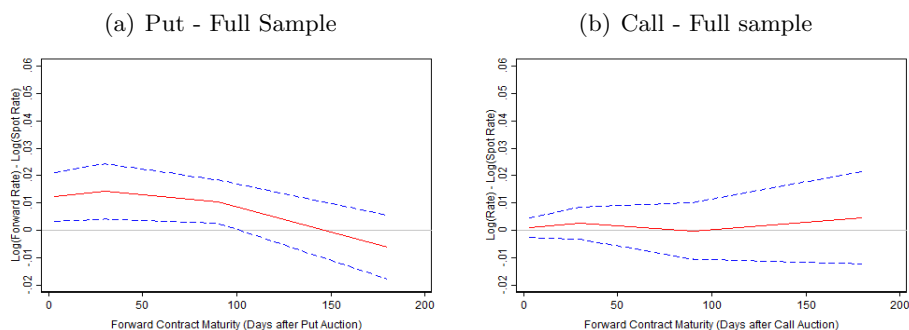 (a) Put - Full Sample
Log(Forward Rate) - Log(Spot Rate)
.06
.05
.04
.03
.02
.01
0
-.01
-.02
0 50 100 150 200
Forward Contract Maturity (Days after Put Auction)
(b) Call - Full sample
Log(Rate) - Log(Spot Rate)
.06
.05
.04
.03
.02
.01
0
-.01
-.02
0 50 100 150 200
Forward Contract Maturity (Days after Call Auction)